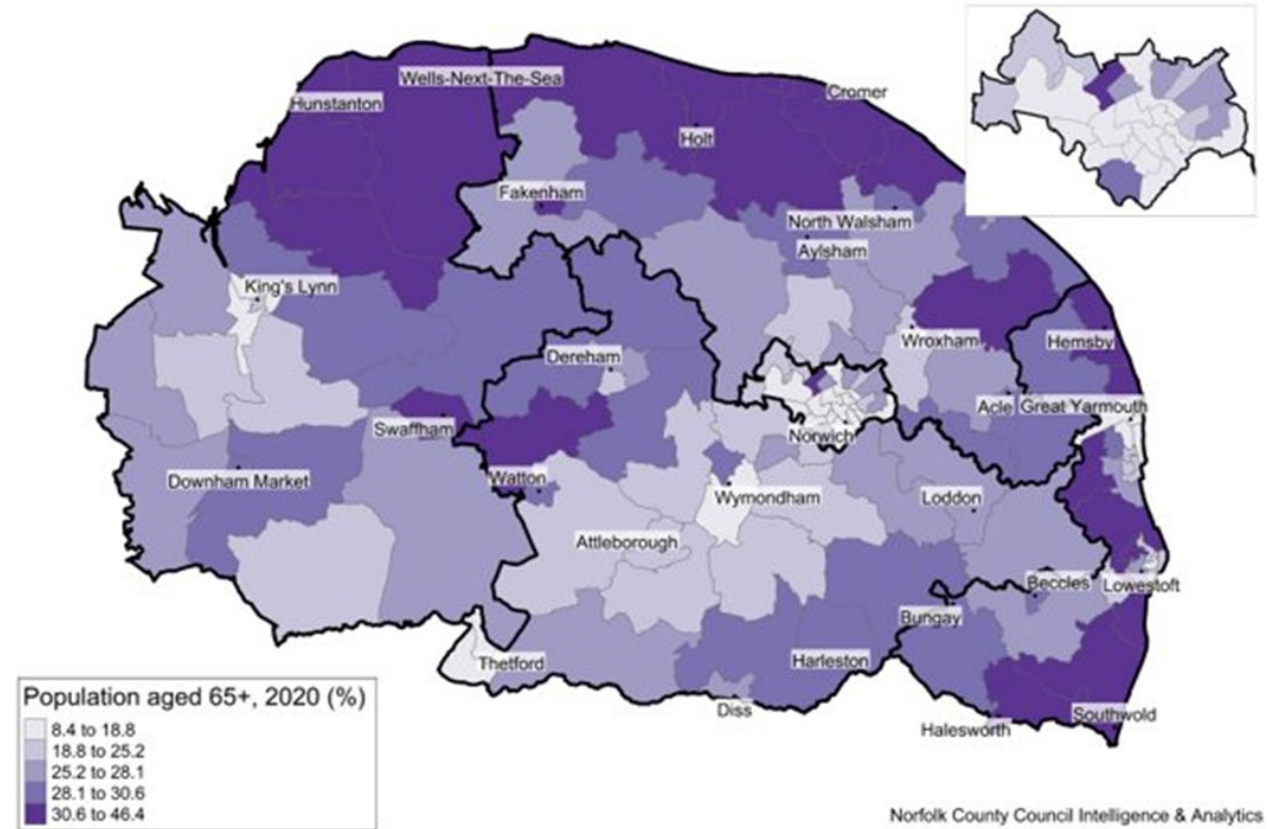 Wells-Next-The-Sea
Hunstanton
Cromer
Holt
Fakenham
North Walsham
Aylsham
King's Lynn
Wroxham
Hemsby
Dereham
Acle
Great Yarmouth
Swaffham
Norwich
Watton
Downham Market
Wymondham
Loddon
Attleborough
Beccles
Lowestoft
Bungay
Thetford
Harleston
Diss
Southwold
Halesworth
Population aged 65+, 2020 (%)
8.4 to 18.8
18.8 to 25.2
25.2 to 28.1
28.1 to 30.6
30.6 to 46.4
Norfolk County Council Intelligence & Analytics